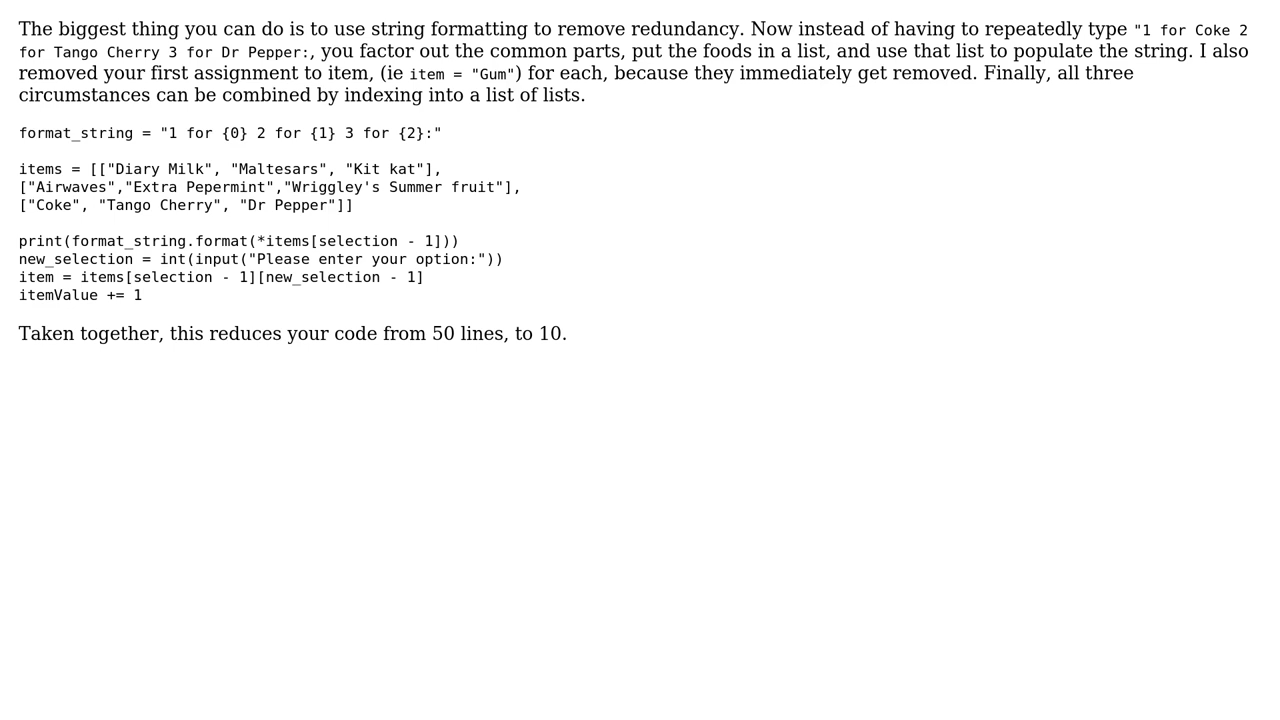 The biggest thing you can do is to use string formatting to remove redundancy. Now instead of having to repeatedly type "1 for Coke 2
for Tango Cherry 3 for Dr Pepper:, you factor out the common parts, put the foods in a list, and use that list to populate the string. I also
removed your first assignment to item, (ie item = "Gum") for each, because they immediately get removed. Finally, all three
circumstances can be combined by indexing into a list of lists.
format_string = "1 for {0} 2 for {1} 3 for {2}:"
items = [["Diary Milk", "Maltesars", "Kit kat"],
["Airwaves","Extra Pepermint","Wriggley's Summer fruit"],
["Coke", "Tango Cherry", "Dr Pepper"]]
print(format_string.format(*items[selection - 1]))
new_selection = int(input("Please enter your option:"))
item = items[selection - 1][new_selection - 1]
itemValue += 1
Taken together, this reduces your code from 50 lines, to 10.